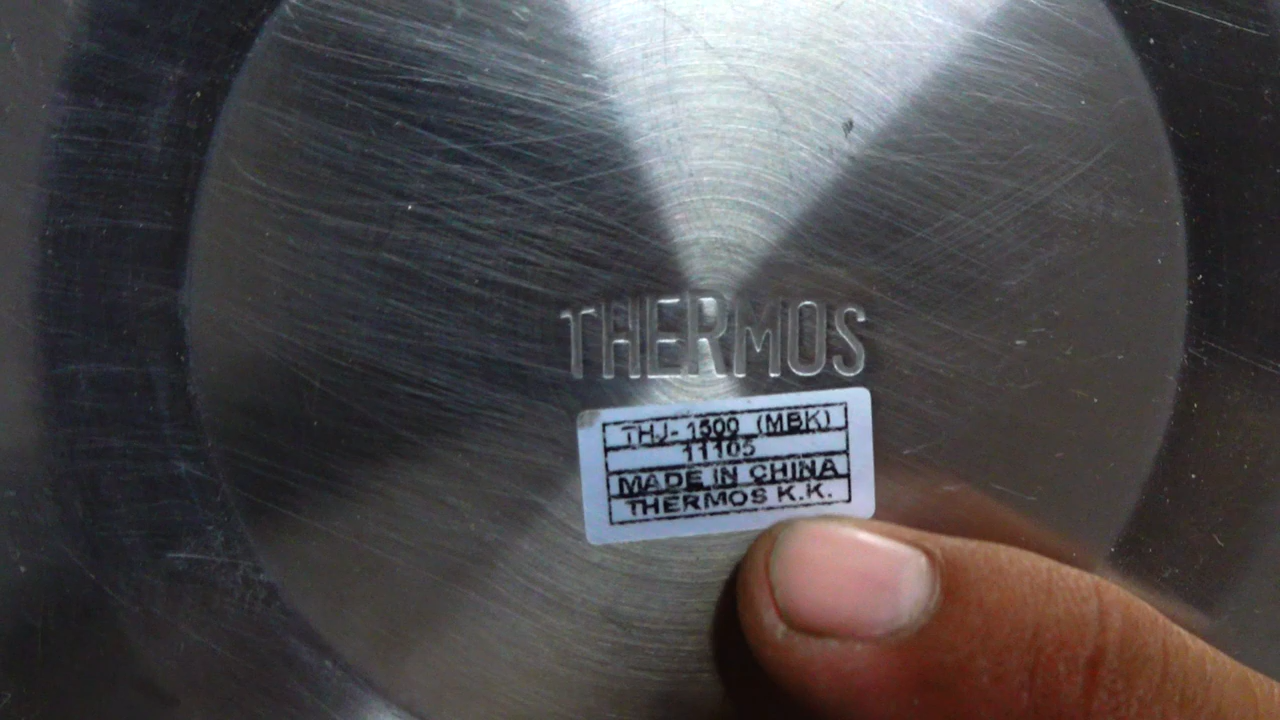 THERMOS
THJ-1500 (MBK)
11105
MADE IN CHINA
THERMOS K.K.